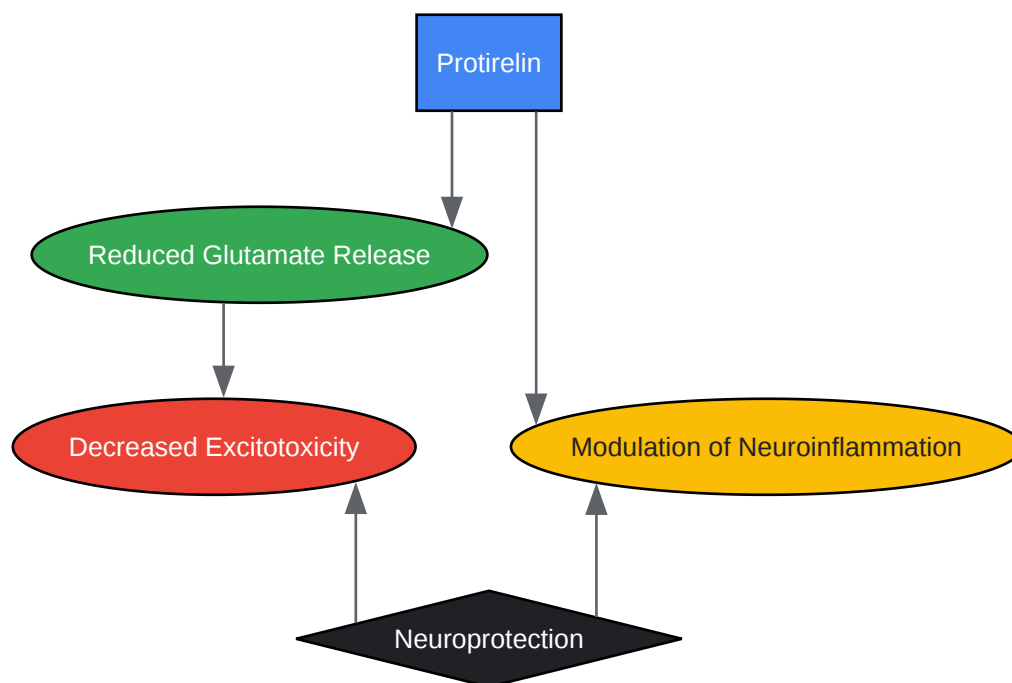 Protirelin
Reduced Glutamate Release
Decreased Excitotoxicity
Modulation of Neuroinflammation
Neuroprotection